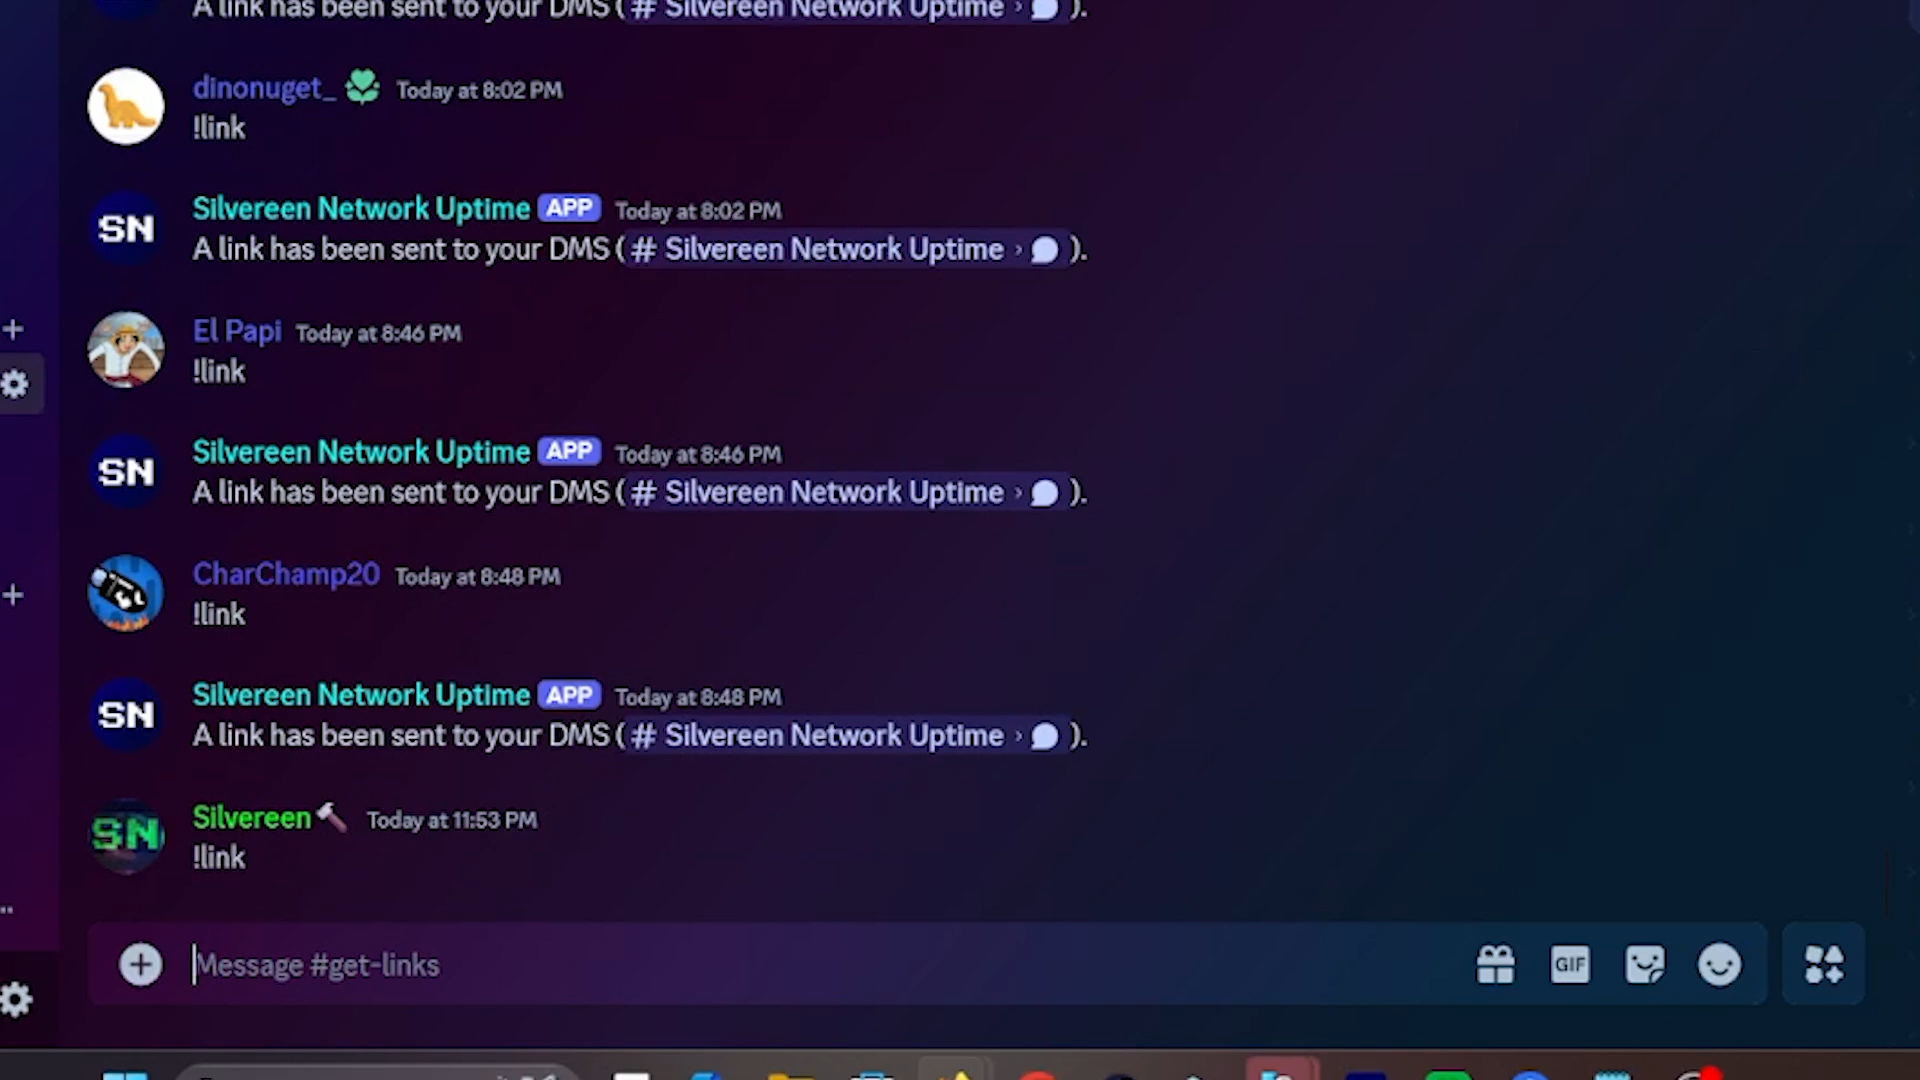 A link has been sent to your DMS ( # Silvereen Network Uptime › ).
dinonuget_ Today at 8:02 PM
!link
SN
Silvereen Network Uptime APP Today at 8:02 PM
A link has been sent to your DMS ( # Silvereen Network Uptime › ).
El Papi Today at 8:46 PM
!link
SN
Silvereen Network Uptime APP Today at 8:46 PM
A link has been sent to your DMS ( # Silvereen Network Uptime › ).
CharChamp20 Today at 8:48 PM
!link
SN
Silvereen Network Uptime APP Today at 8:48 PM
A link has been sent to your DMS ( # Silvereen Network Uptime › ).
SN
Silvereen Today at 11:53 PM
!link
Message #get-links
GIF